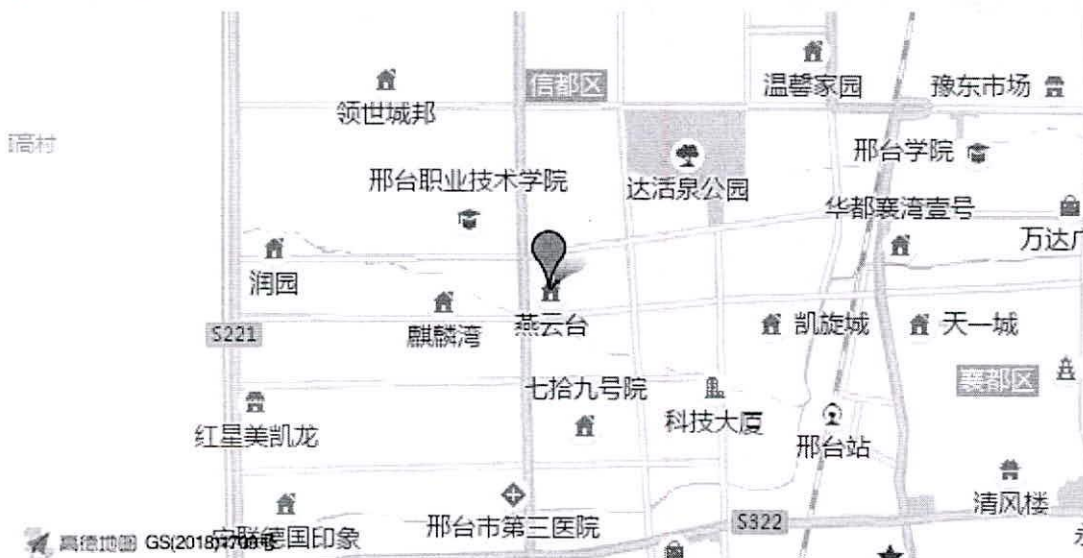 信都区
温馨家园
豫东市场
领世城邦
高村
邢台学院
邢台职业技术学院
达活泉公园
华都襄湾壹号
万达广
润园
燕云台
麒麟湾
S221
凯旋城
天一城
襄都区
七拾九号院
科技大厦
红星美凯龙
邢台站
清风楼
邢台市第三医院
S322
德国印象
高德地图